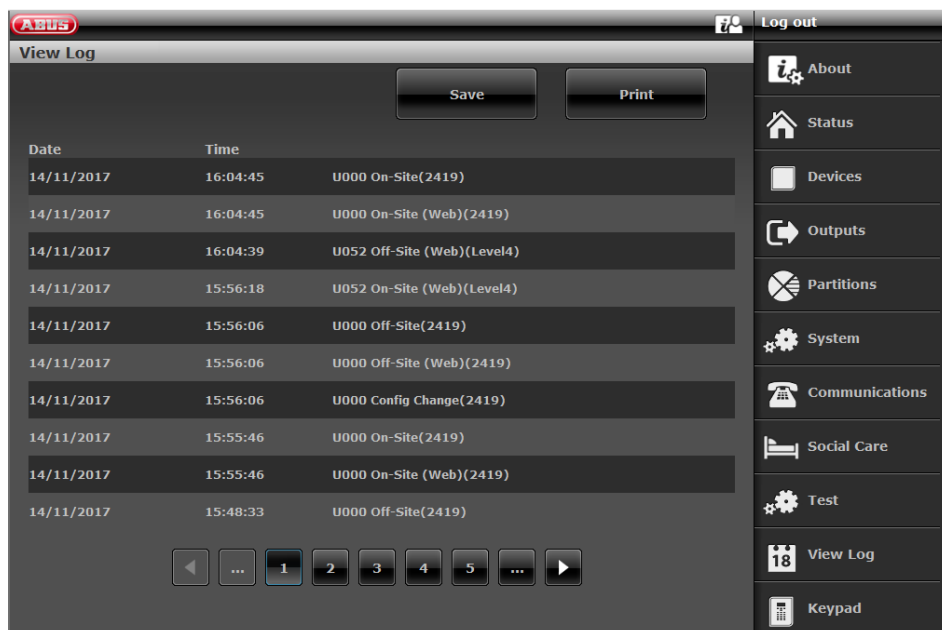 ABUS
Log out
View Log
Save
Print
Date Time
14/11/2017 16:04:45 U000 On-Site(2419)
14/11/2017 16:04:45 U000 On-Site (Web)(2419)
14/11/2017 16:04:39 U052 Off-Site (Web)(Level4)
14/11/2017 15:56:18 U052 On-Site (Web)(Level4)
14/11/2017 15:56:06 U000 Off-Site(2419)
14/11/2017 15:56:06 U000 Off-Site (Web)(2419)
14/11/2017 15:56:06 U000 Config Change(2419)
14/11/2017 15:55:46 U000 On-Site(2419)
14/11/2017 15:55:46 U000 On-Site (Web)(2419)
14/11/2017 15:48:33 U000 Off-Site(2419)
... 1 2 3 4 5 ...
About
Status
Devices
Outputs
Partitions
System
Communications
Social Care
Test
18 View Log
Keypad